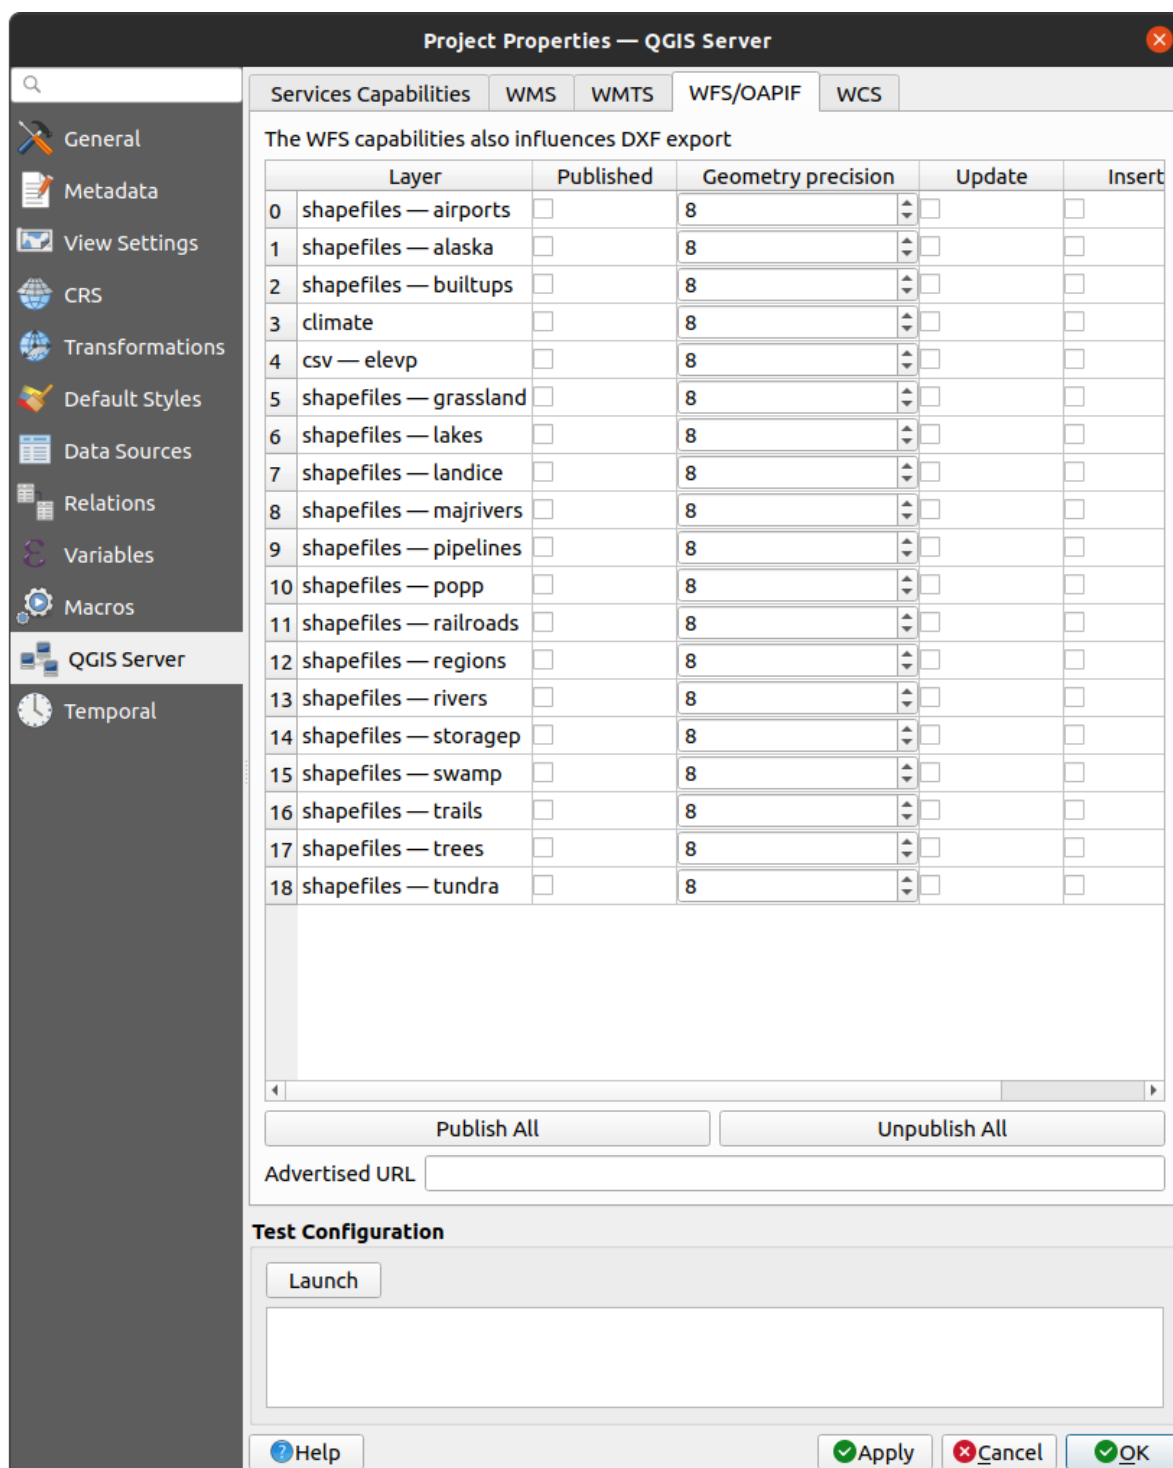 Project Properties — QGIS Server
General
Metadata
View Settings
CRS
Transformations
Default Styles
Data Sources
Relations
Variables
Macros
QGIS Server
Temporal
Services Capabilities WMS WMTS WFS/OAPIF WCS
The WFS capabilities also influences DXF export
Layer Published Geometry precision Update Insert
0 shapefiles — airports 8
1 shapefiles — alaska 8
2 shapefiles — builtups 8
3 climate 8
4 csv — elevp 8
5 shapefiles — grassland 8
6 shapefiles — lakes 8
7 shapefiles — landice 8
8 shapefiles — majrivers 8
9 shapefiles — pipelines 8
10 shapefiles — popp 8
11 shapefiles — railroads 8
12 shapefiles — regions 8
13 shapefiles — rivers 8
14 shapefiles — storagep 8
15 shapefiles — swamp 8
16 shapefiles — trails 8
17 shapefiles — trees 8
18 shapefiles — tundra 8
Publish All Unpublish All
Advertised URL
Test Configuration
Launch
Help Apply Cancel OK